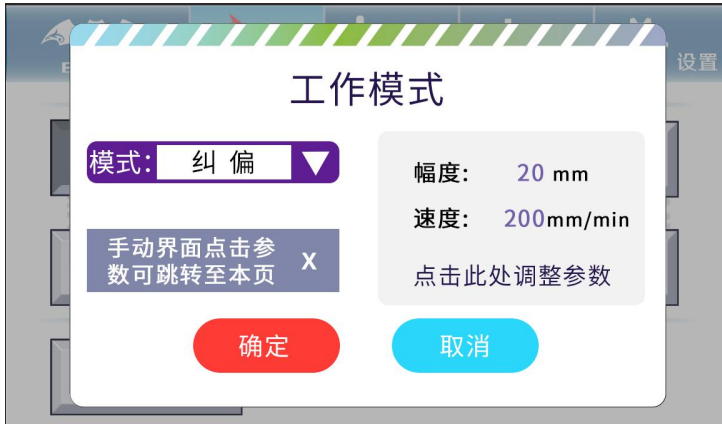 设置
工作模式
模式: 纠 偏
手动界面点击参
数可跳转至本页
X
幅度: 20 mm
速度: 200mm/min
点击此处调整参数
确定
取消